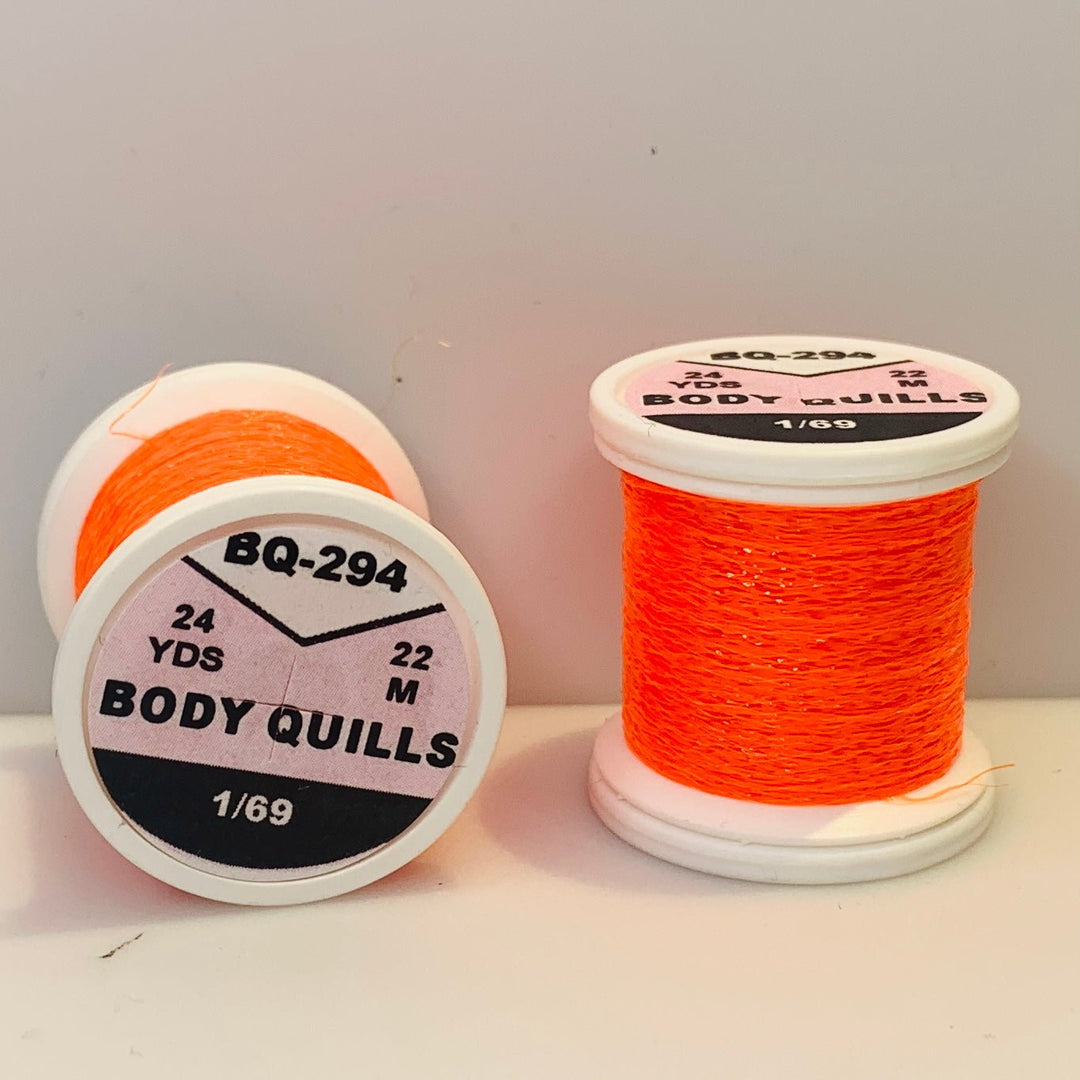 BQ-294
24 YDS
22 M
BODY QUILLS
1/69
BQ-294
24 YDS
22 M
BODY QUILLS
1/69